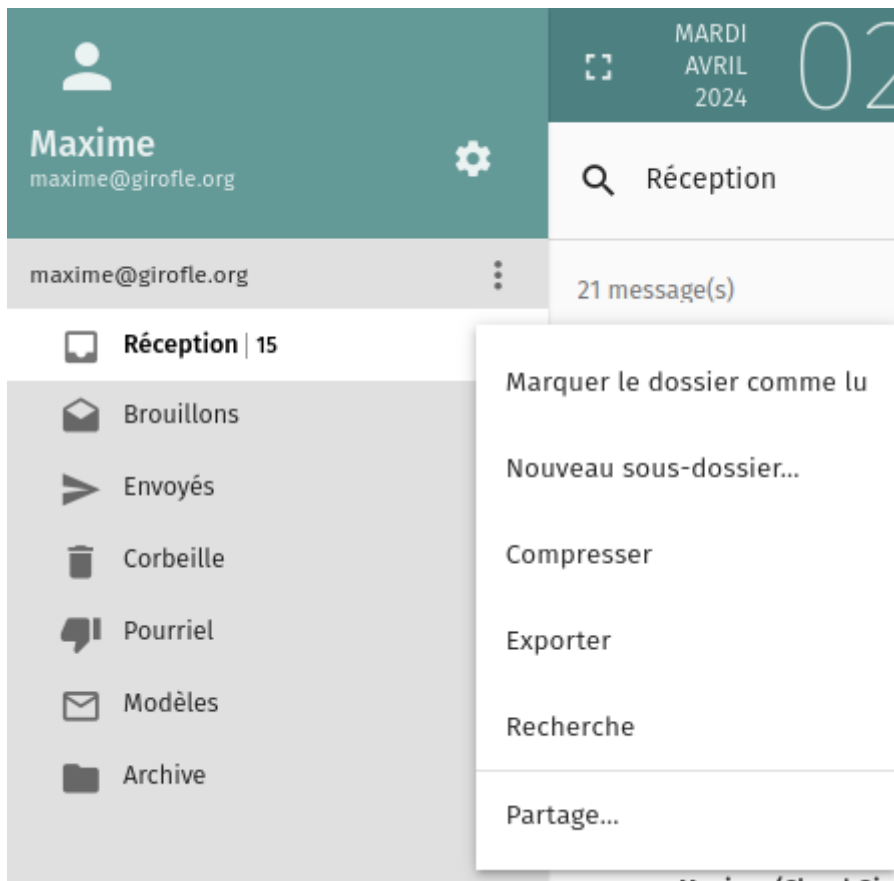 Maxime
maxime@girofle.org
MARDI
AVRIL
2024
02
Réception
maxime@girofle.org
21 message(s)
Réception | 15
Brouillons
Envoyés
Corbeille
Pourriel
Modèles
Archive
Marquer le dossier comme lu
Nouveau sous-dossier...
Compresser
Exporter
Recherche
Partage...